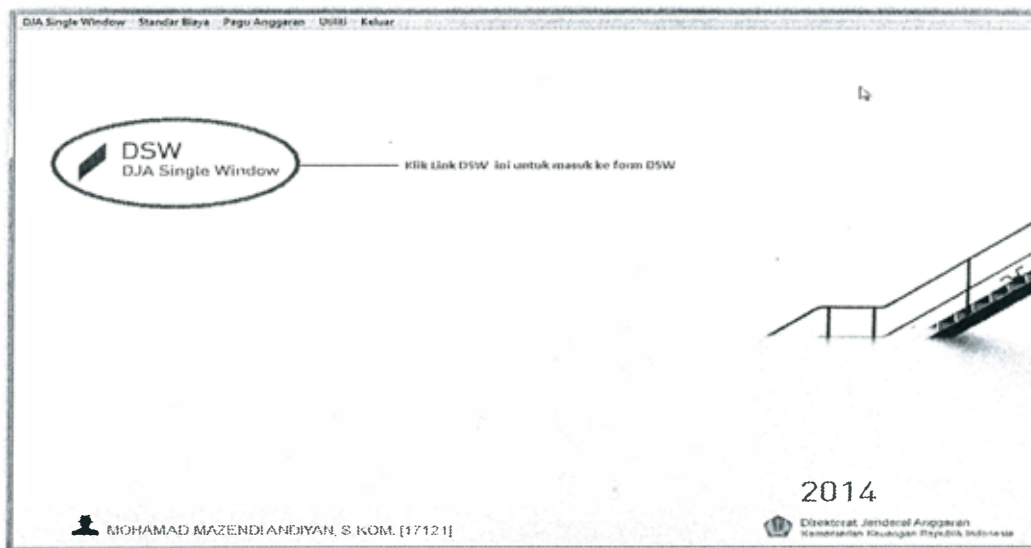 DJA Single Window Standar Biaya Pagu Anggaran Utiliti Keluar
DSW
DJA Single Window
Klik Link DSW ini untuk masuk ke form DSW
2014
MOHAMAD MAZENDI ANDIYAN, S.KOM. [17121]
Direktorat Jenderal Anggaran
Kementerian Keuangan Republik Indonesia